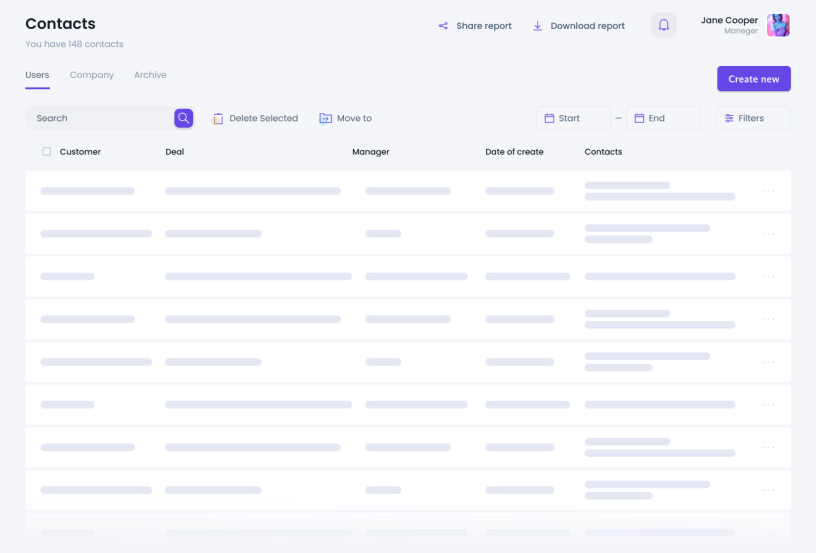 Contacts
You have 148 contacts
Share report
Download report
Jane Cooper
Manager
Users
Company
Archive
Create new
Search
Delete Selected
Move to
Start
–
End
Filters
Customer
Deal
Manager
Date of create
Contacts